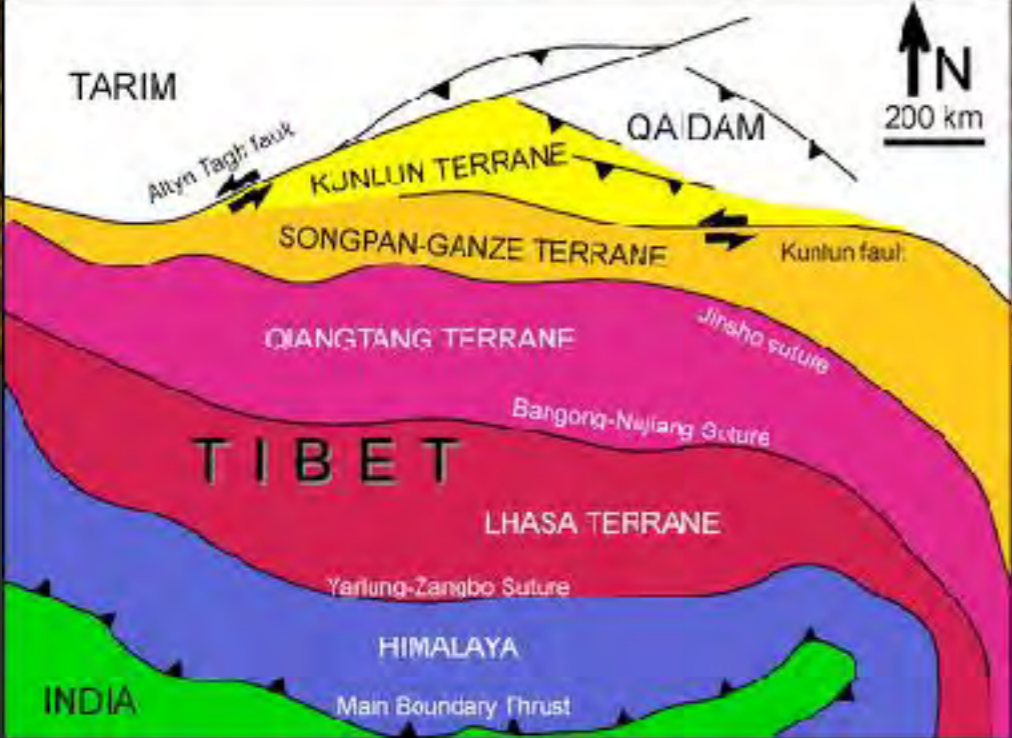 TARIM
N
200 km
QAIDAM
Altyn Tagh fault
KUNLUN TERRANE
SONGPAN-GANZE TERRANE
Kunlun fault
Jinsho suture
QIANGTANG TERRANE
Bangong-Nujiang Suture
TIBET
LHASA TERRANE
Yarlung-Zangbo Suture
HIMALAYA
INDIA
Main Boundary Thrust